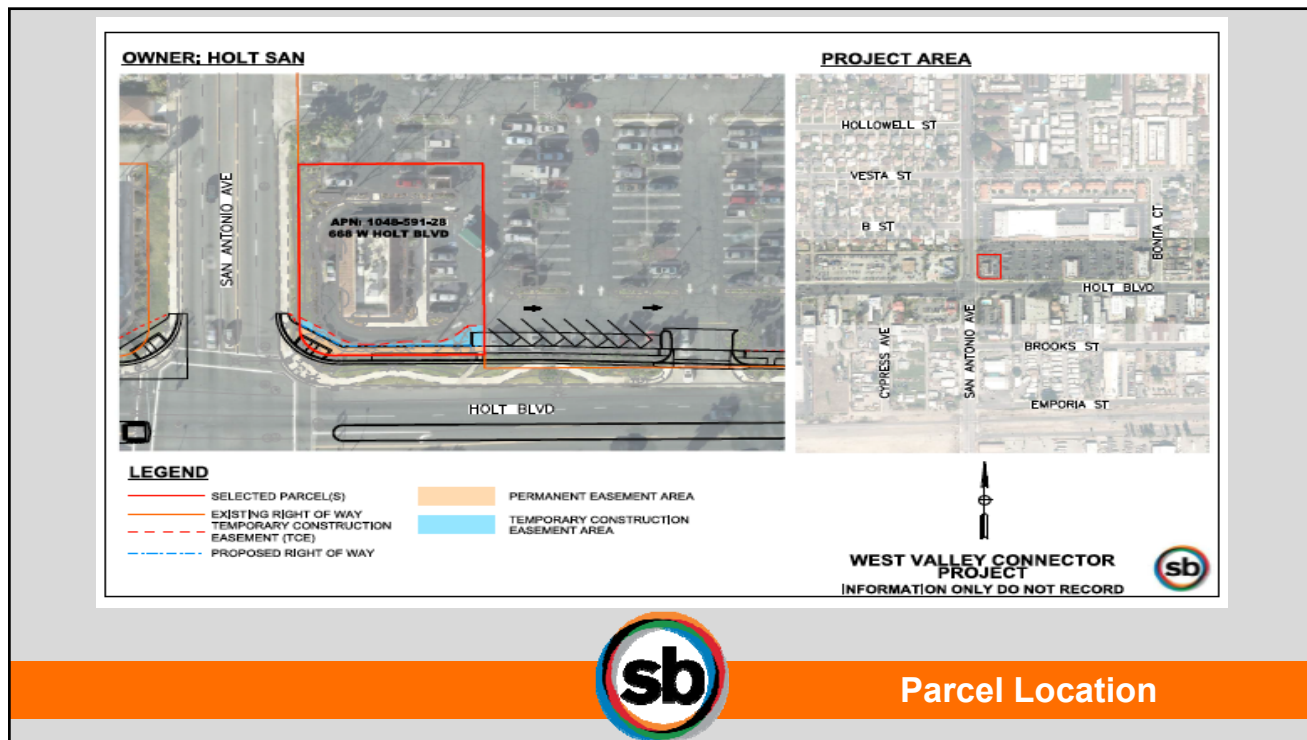 OWNER; HOLT SAN
SAN ANTONIO AVE
APN: 1048-591-28
668 W HOLT BLVD
HOLT BLVD
PROJECT AREA
HOLLOWELL ST
VESTA ST
B ST
BONITA CT
HOLT BLVD
CYPRESS AVE
SAN ANTONIO AVE
BROOKS ST
EMPORIA ST
LEGEND
SELECTED PARCEL(S)
EXISTING RIGHT OF WAY
TEMPORARY CONSTRUCTION
EASEMENT (TCE)
PROPOSED RIGHT OF WAY
PERMANENT EASEMENT AREA
TEMPORARY CONSTRUCTION
EASEMENT AREA
WEST VALLEY CONNECTOR
PROJECT
INFORMATION ONLY DO NOT RECORD
sb
sb
Parcel Location